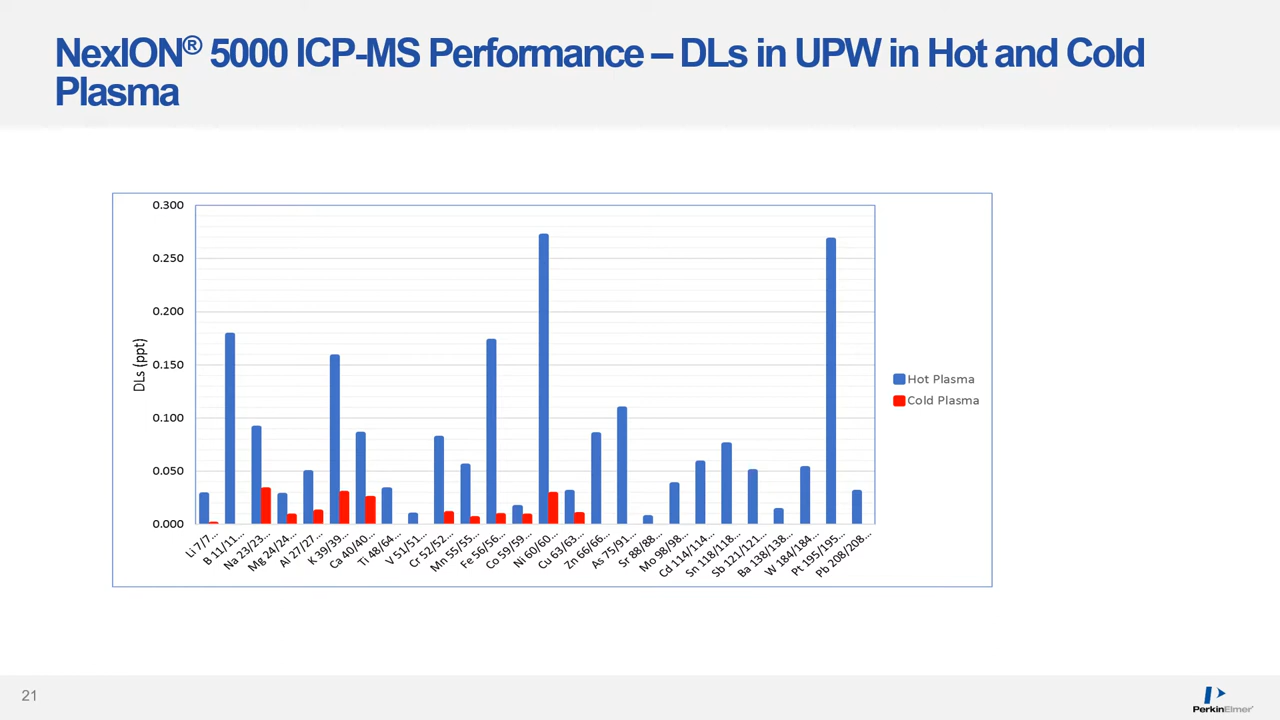 NexION® 5000 ICP-MS Performance – DLs in UPW in Hot and Cold
Plasma
0.300
0.250
0.200
0.150
0.100
0.050
0.000
DLs (ppt)
Li 7/7…
B 11/11…
Na 23/23…
Mg 24/24…
Al 27/27…
K 39/39…
Ca 40/40…
Ti 48/64…
V 51/51…
Cr 52/52…
Mn 55/55…
Fe 56/56…
Co 59/59…
Ni 60/60…
Cu 63/63…
Zn 66/66…
As 75/91…
Sr 88/88…
Mo 98/98…
Cd 114/114…
Sn 118/118…
Sb 121/121…
Ba 138/138…
W 184/184…
Pt 195/195…
Pb 208/208…
Hot Plasma
Cold Plasma
21
PerkinElmer